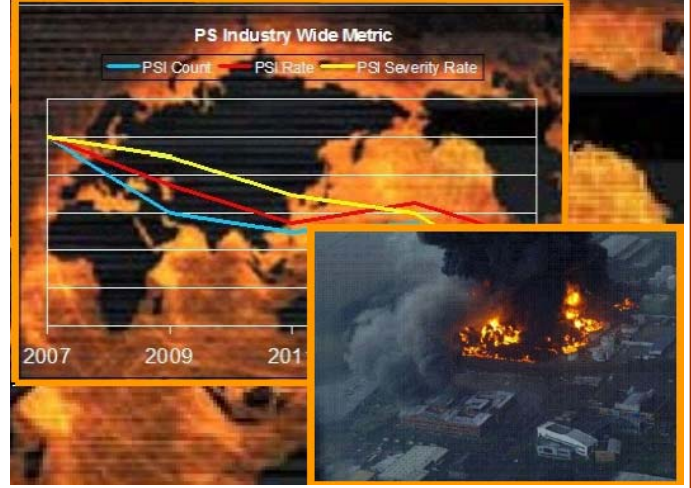 PS Industry Wide Metric
PSI Count PSI Rate PSI Severity Rate
2007 2009